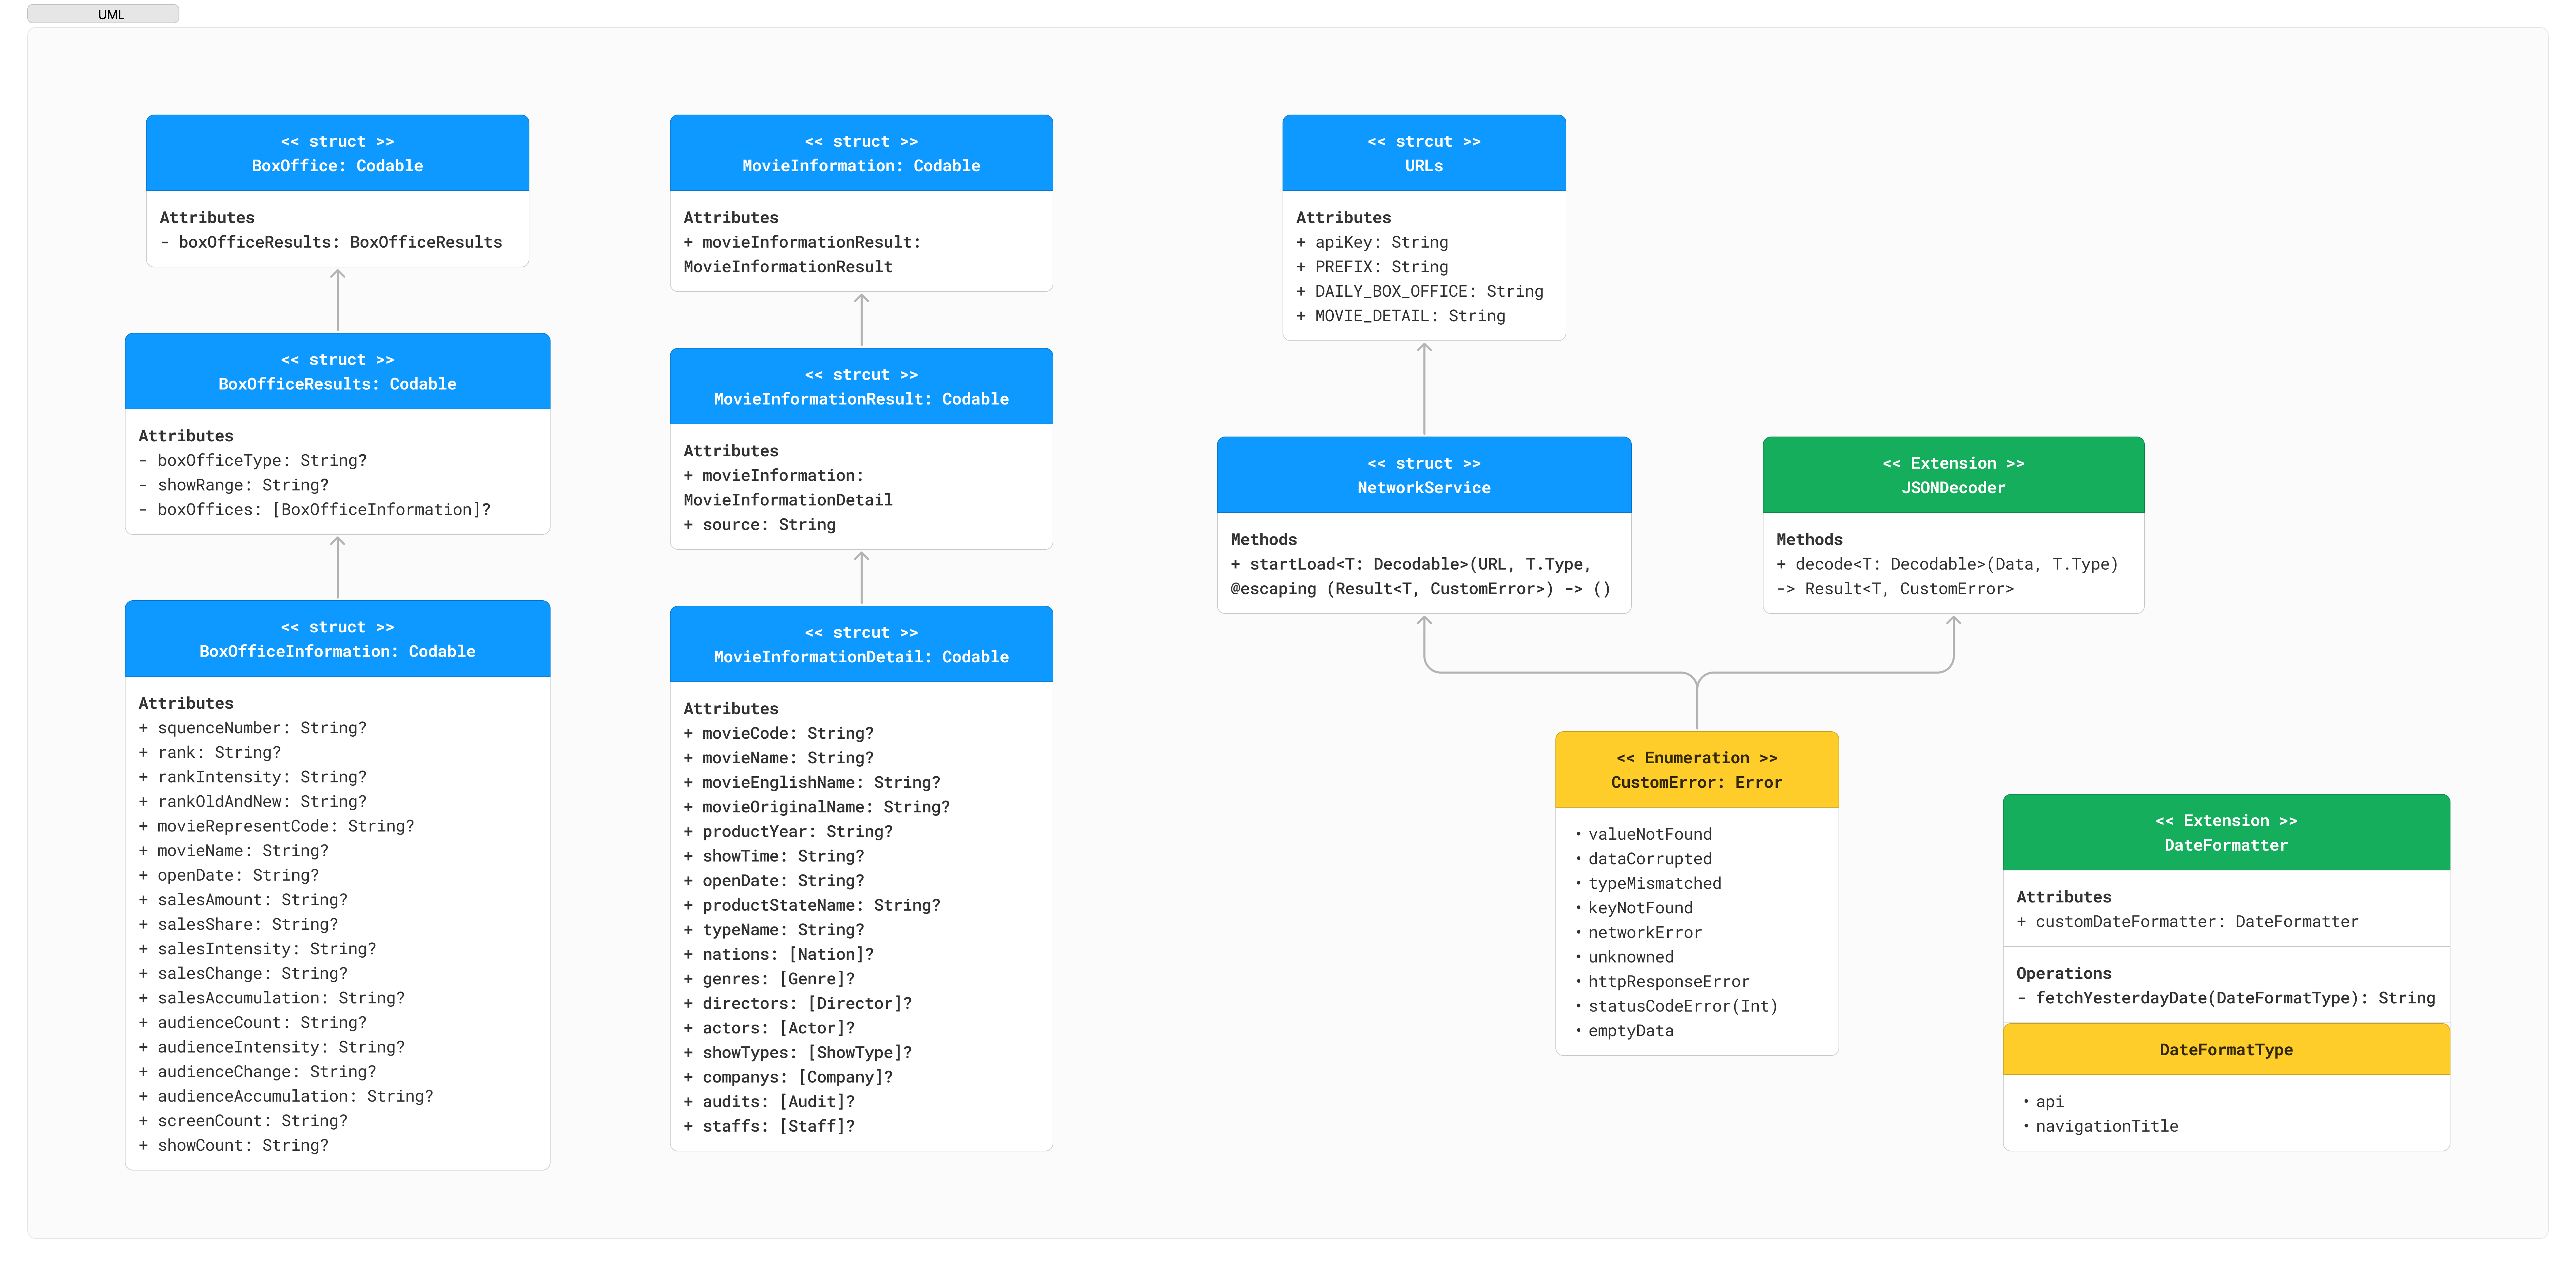 UML
<< struct >>
BoxOffice: Codable
Attributes
- boxOfficeResults: BoxOfficeResults
<< struct >>
BoxOfficeResults: Codable
Attributes
- boxOfficeType: String?
- showRange: String?
- boxOffices: [BoxOfficeInformation]?
<< struct >>
BoxOfficeInformation: Codable
Attributes
+ squenceNumber: String?
+ rank: String?
+ rankIntensity: String?
+ rankOldAndNew: String?
+ movieRepresentCode: String?
+ movieName: String?
+ openDate: String?
+ salesAmount: String?
+ salesShare: String?
+ salesIntensity: String?
+ salesChange: String?
+ salesAccumulation: String?
+ audienceCount: String?
+ audienceIntensity: String?
+ audienceChange: String?
+ audienceAccumulation: String?
+ screenCount: String?
+ showCount: String?
<< struct >>
MovieInformation: Codable
Attributes
+ movieInformationResult:
MovieInformationResult
<< strcut >>
MovieInformationResult: Codable
Attributes
+ movieInformation:
MovieInformationDetail
+ source: String
<< strcut >>
MovieInformationDetail: Codable
Attributes
+ movieCode: String?
+ movieName: String?
+ movieEnglishName: String?
+ movieOriginalName: String?
+ productYear: String?
+ showTime: String?
+ openDate: String?
+ productStateName: String?
+ typeName: String?
+ nations: [Nation]?
+ genres: [Genre]?
+ directors: [Director]?
+ actors: [Actor]?
+ showTypes: [ShowType]?
+ companys: [Company]?
+ audits: [Audit]?
+ staffs: [Staff]?
<< strcut >>
URLs
Attributes
+ apiKey: String
+ PREFIX: String
+ DAILY_BOX_OFFICE: String
+ MOVIE_DETAIL: String
<< struct >>
NetworkService
Methods
+ startLoad<T: Decodable>(URL, T.Type,
@escaping (Result<T, CustomError>) -> ()
<< Extension >>
JSONDecoder
Methods
+ decode<T: Decodable>(Data, T.Type)
-> Result<T, CustomError>
<< Enumeration >>
CustomError: Error
• valueNotFound
• dataCorrupted
• typeMismatched
• keyNotFound
• networkError
• unknowned
• httpResponseError
• statusCodeError(Int)
• emptyData
<< Extension >>
DateFormatter
Attributes
+ customDateFormatter: DateFormatter
Operations
- fetchYesterdayDate(DateFormatType): String
DateFormatType
• api
• navigationTitle